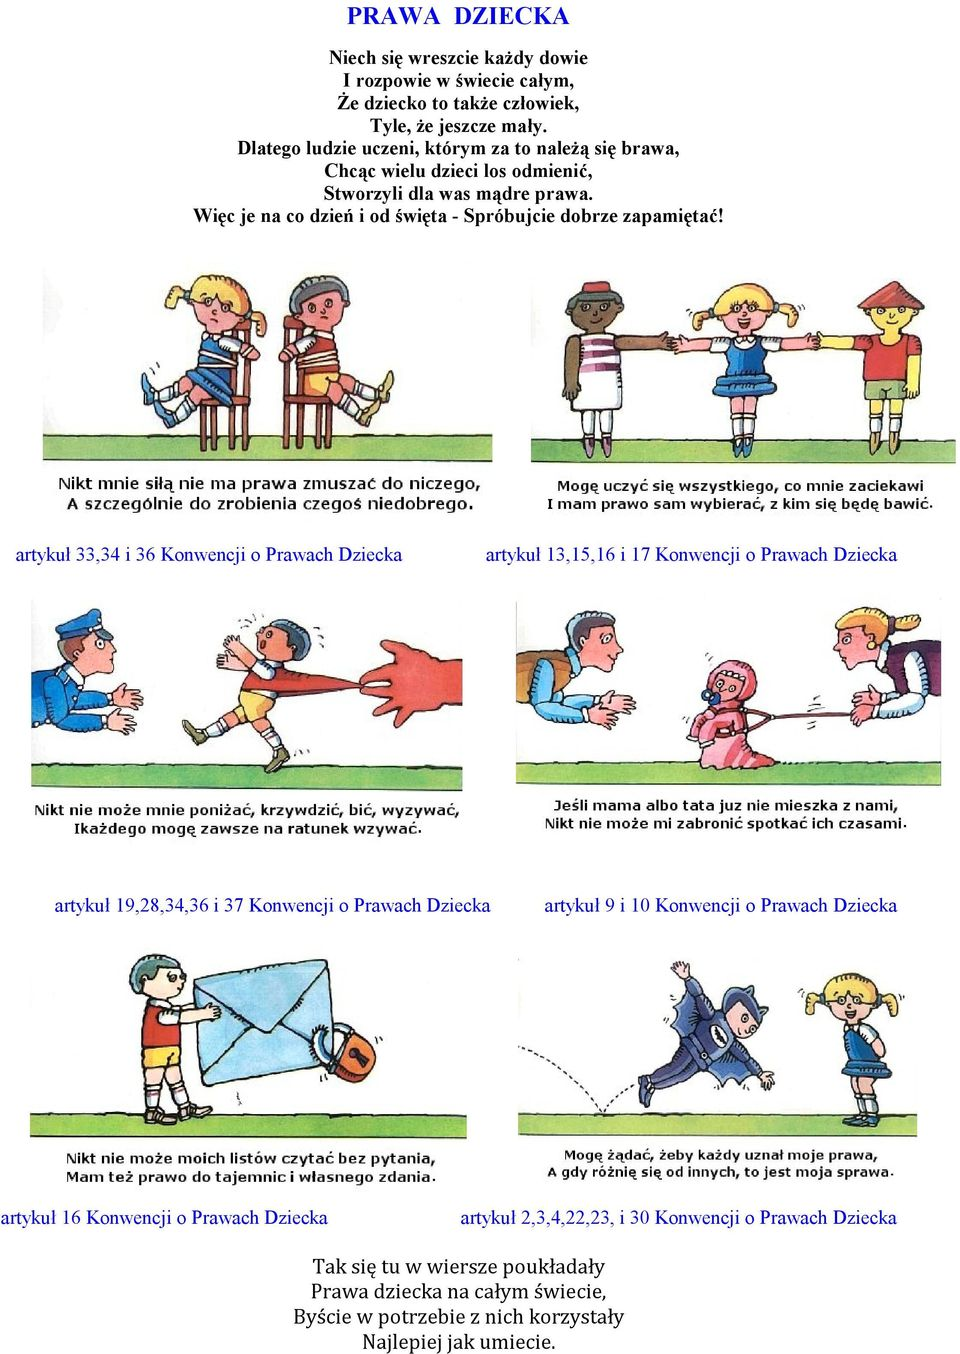 PRAWA DZIECKA
Niech się wreszcie każdy dowie
I rozpowie w świecie całym,
Że dziecko to także człowiek,
Tyle, że jeszcze mały.
Dlatego ludzie uczeni, którym za to należą się brawa,
Chcąc wielu dzieci los odmienić,
Stworzyli dla was mądre prawa.
Więc je na co dzień i od święta - Spróbujcie dobrze zapamiętać!
Nikt mnie siłą nie ma prawa zmuszać do niczego,
A szczególnie do zrobienia czegoś niedobrego.
Mogę uczyć się wszystkiego, co mnie zaciekawi
I mam prawo sam wybierać, z kim się będę bawić.
artykuł 33,34 i 36 Konwencji o Prawach Dziecka
artykuł 13,15,16 i 17 Konwencji o Prawach Dziecka
Nikt nie może mnie poniżać, krzywdzić, bić, wyzywać,
Ikażdego mogę zawsze na ratunek wzywać.
Jeśli mama albo tata juz nie mieszka z nami,
Nikt nie może mi zabronić spotkać ich czasami.
artykuł 19,28,34,36 i 37 Konwencji o Prawach Dziecka
artykuł 9 i 10 Konwencji o Prawach Dziecka
Nikt nie może moich listów czytać bez pytania,
Mam też prawo do tajemnic i własnego zdania.
Mogę żądać, żeby każdy uznał moje prawa,
A gdy różnię się od innych, to jest moja sprawa.
artykuł 16 Konwencji o Prawach Dziecka
artykuł 2,3,4,22,23, i 30 Konwencji o Prawach Dziecka
Tak się tu w wiersze poukładały
Prawa dziecka na całym świecie,
Byście w potrzebie z nich korzystały
Najlepiej jak umiecie.